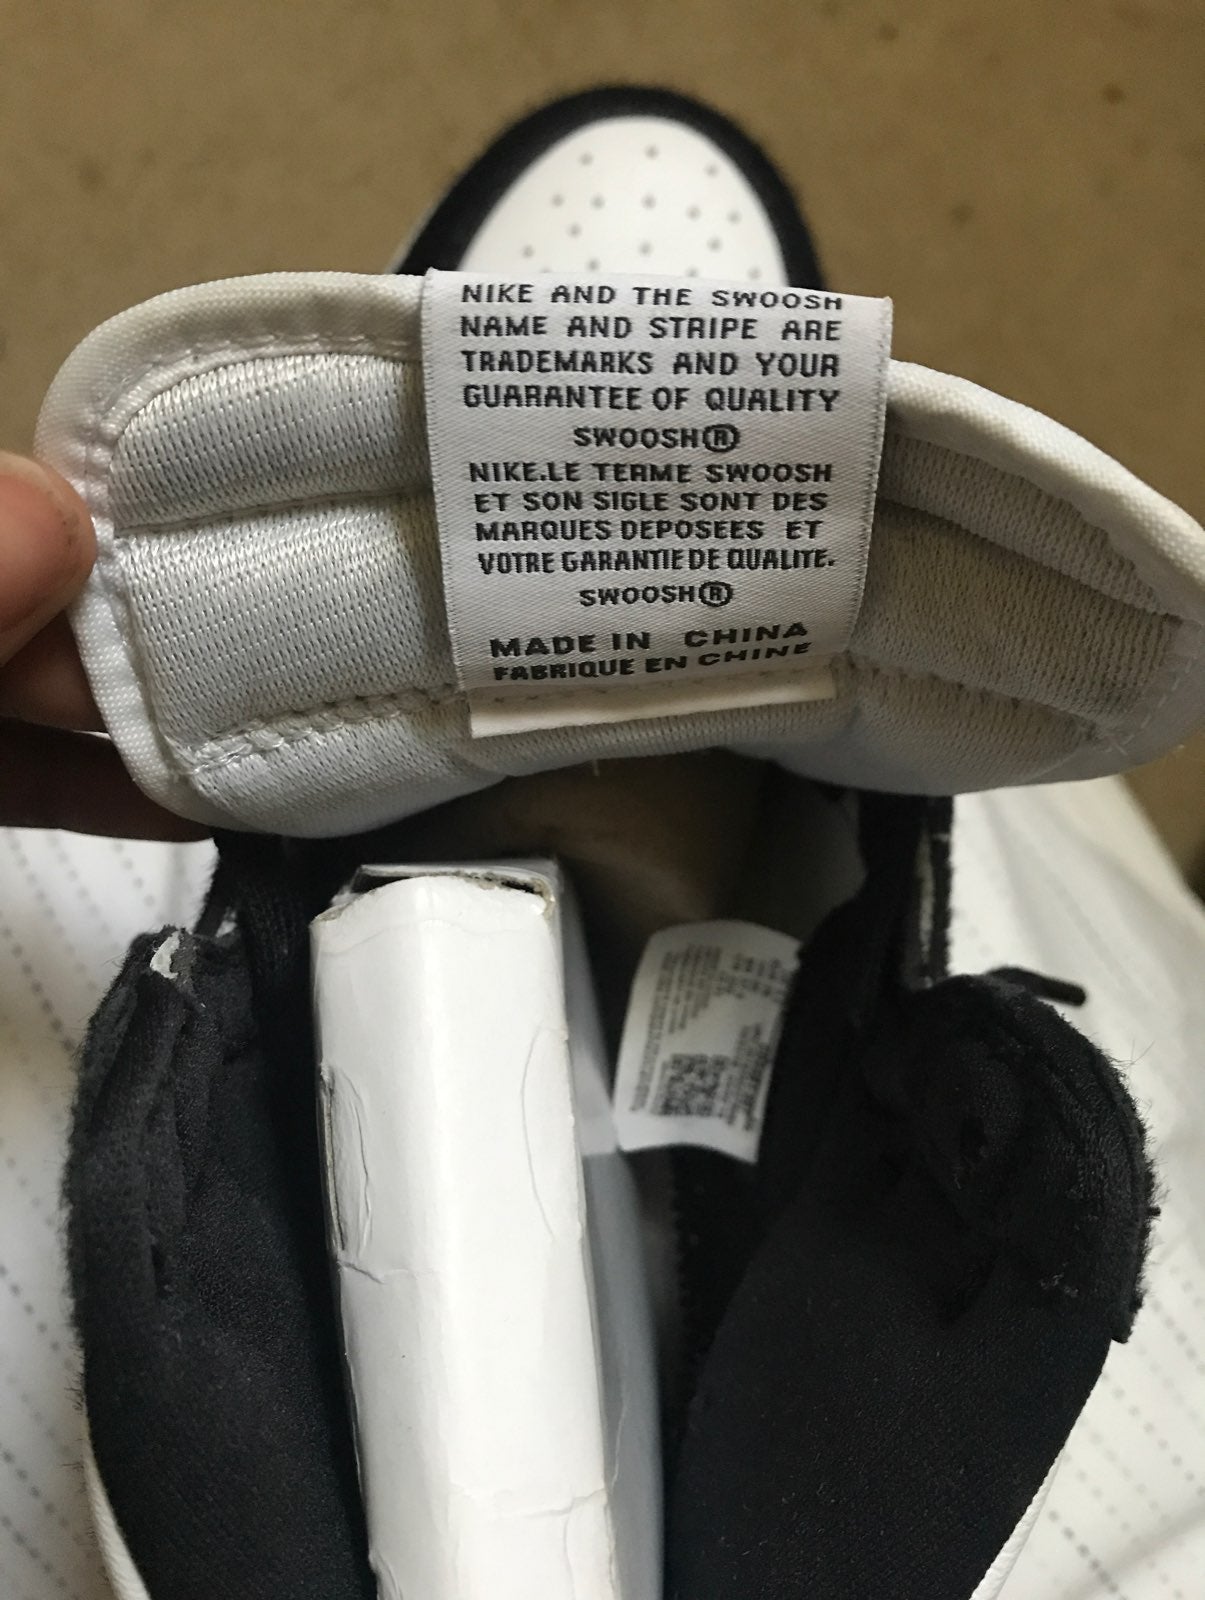 NIKE AND THE SWOOSH
NAME AND STRIPE ARE
TRADEMARKS AND YOUR
GUARANTEE OF QUALITY
SWOOSH®
NIKE.LE TERME SWOOSH
ET SON SIGLE SONT DES
MARQUES DEPOSEES ET
VOTRE GARANTIE DE QUALITE.
SWOOSH®
MADE IN CHINA
FABRIQUE EN CHINE